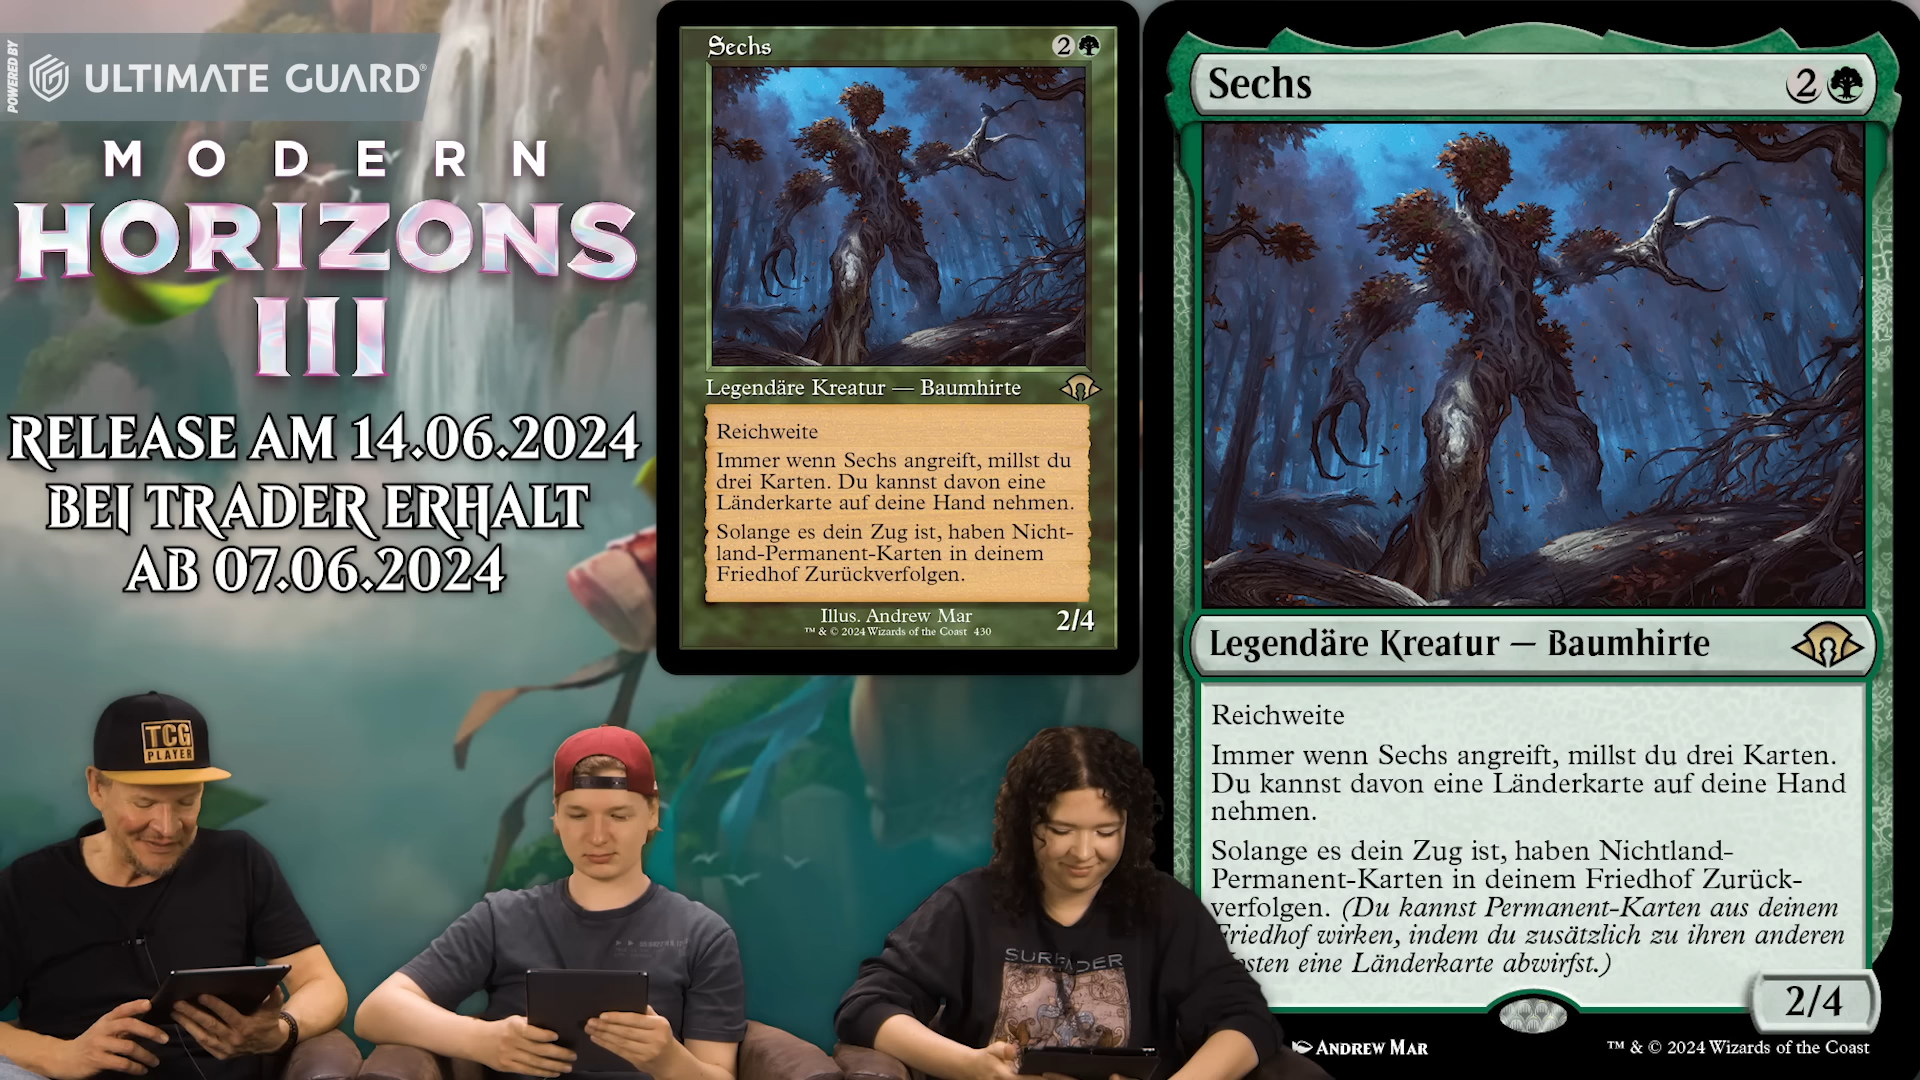 POWERED BY
ULTIMATE GUARD®
MODERN
HORIZONS
III
RELEASE AM 14.06.2024
BEI TRADER ERHALT
AB 07.06.2024
Sechs
2
Legendäre Kreatur — Baumhirte
Reichweite
Immer wenn Sechs angreift, millst du
drei Karten. Du kannst davon eine
Länderkarte auf deine Hand nehmen.
Solange es dein Zug ist, haben Nicht-
land-Permanent-Karten in deinem
Friedhof Zurückverfolgen.
Illus. Andrew Mar
™ & © 2024 Wizards of the Coast 430
2/4
Sechs
2
Legendäre Kreatur — Baumhirte
Reichweite
Immer wenn Sechs angreift, millst du drei Karten.
Du kannst davon eine Länderkarte auf deine Hand
nehmen.
Solange es dein Zug ist, haben Nichtland-
Permanent-Karten in deinem Friedhof Zurück-
verfolgen. (Du kannst Permanent-Karten aus deinem
Friedhof wirken, indem du zusätzlich zu ihren anderen
osten eine Länderkarte abwirfst.)
2/4
ANDREW MAR
™ & © 2024 Wizards of the Coast
TCG
PLAYER